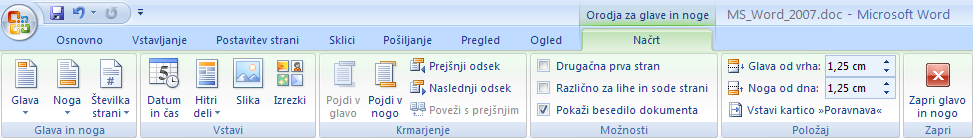 Orodja za glave in noge MS_Word_2007.doc - Microsoft Word
Osnovno Vstavljanje Postavitev strani Sklici Pošiljanje Pregled Ogled Načrt
Glava
Noga
Številka strani
Glava in noga
Datum in čas
Hitri deli
Slika
Izrezki
Vstavi
Pojdi v glavo
Pojdi v nogo
Prejšnji odsek
Naslednji odsek
Poveži s prejšnjim
Krmarjenje
Drugačna prva stran
Različno za lihe in sode strani
Pokaži besedilo dokumenta
Možnosti
Glava od vrha: 1,25 cm
Noga od dna: 1,25 cm
Vstavi kartico »Poravnava«
Položaj
Zapri glavo in nogo
Zapri